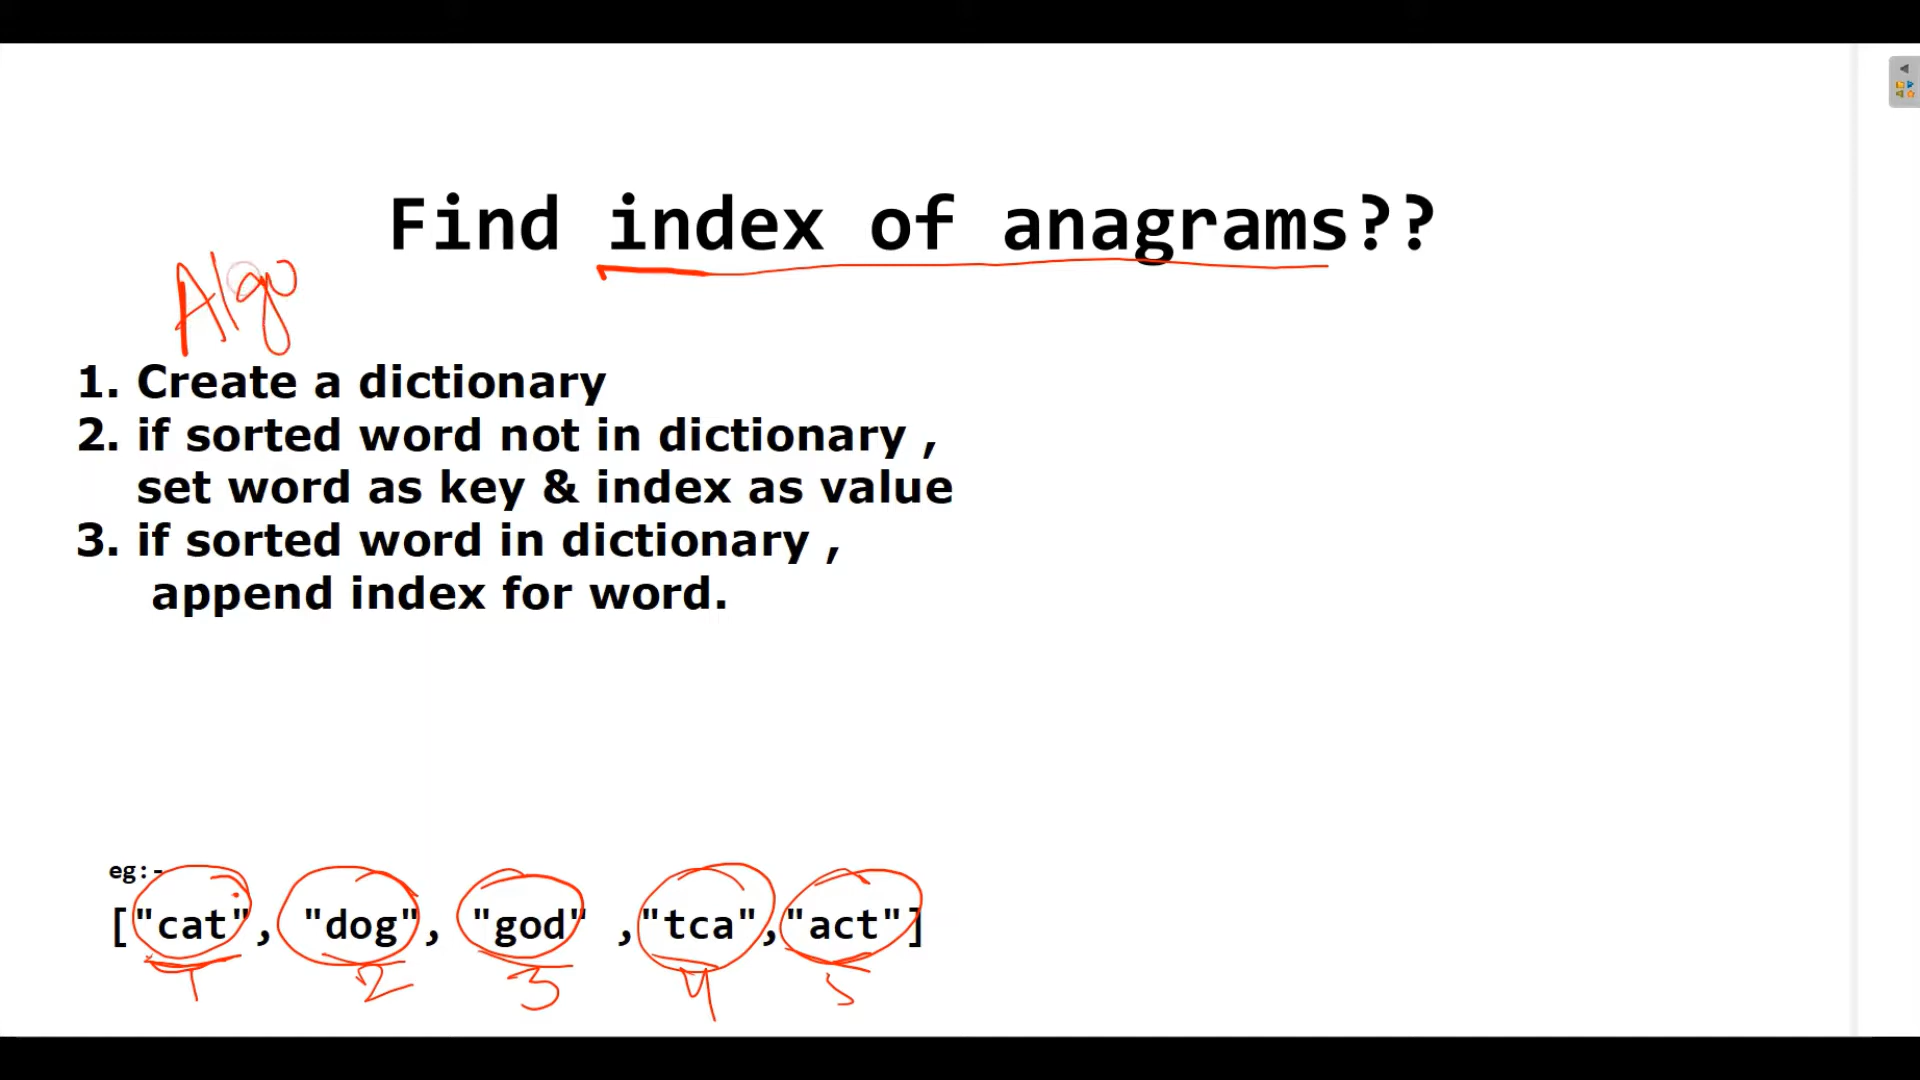 Find index of anagrams??
Algo
1. Create a dictionary
2. if sorted word not in dictionary ,
set word as key & index as value
3. if sorted word in dictionary ,
append index for word.
eg:-
["cat", "dog", "god" ,"tca","act"]
1 2 3 4 5